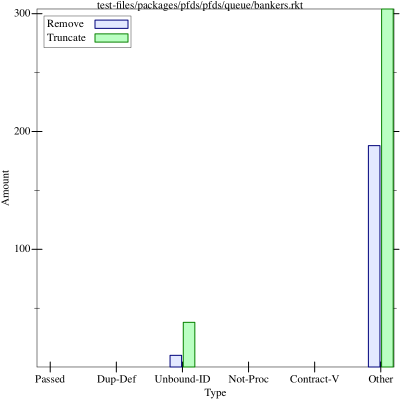 test-files/packages/pfds/pfds/queue/bankers.rkt
300
Remove
Truncate
200
Amount
100
Passed Dup-Def Unbound-ID Not-Proc Contract-V Other
Type